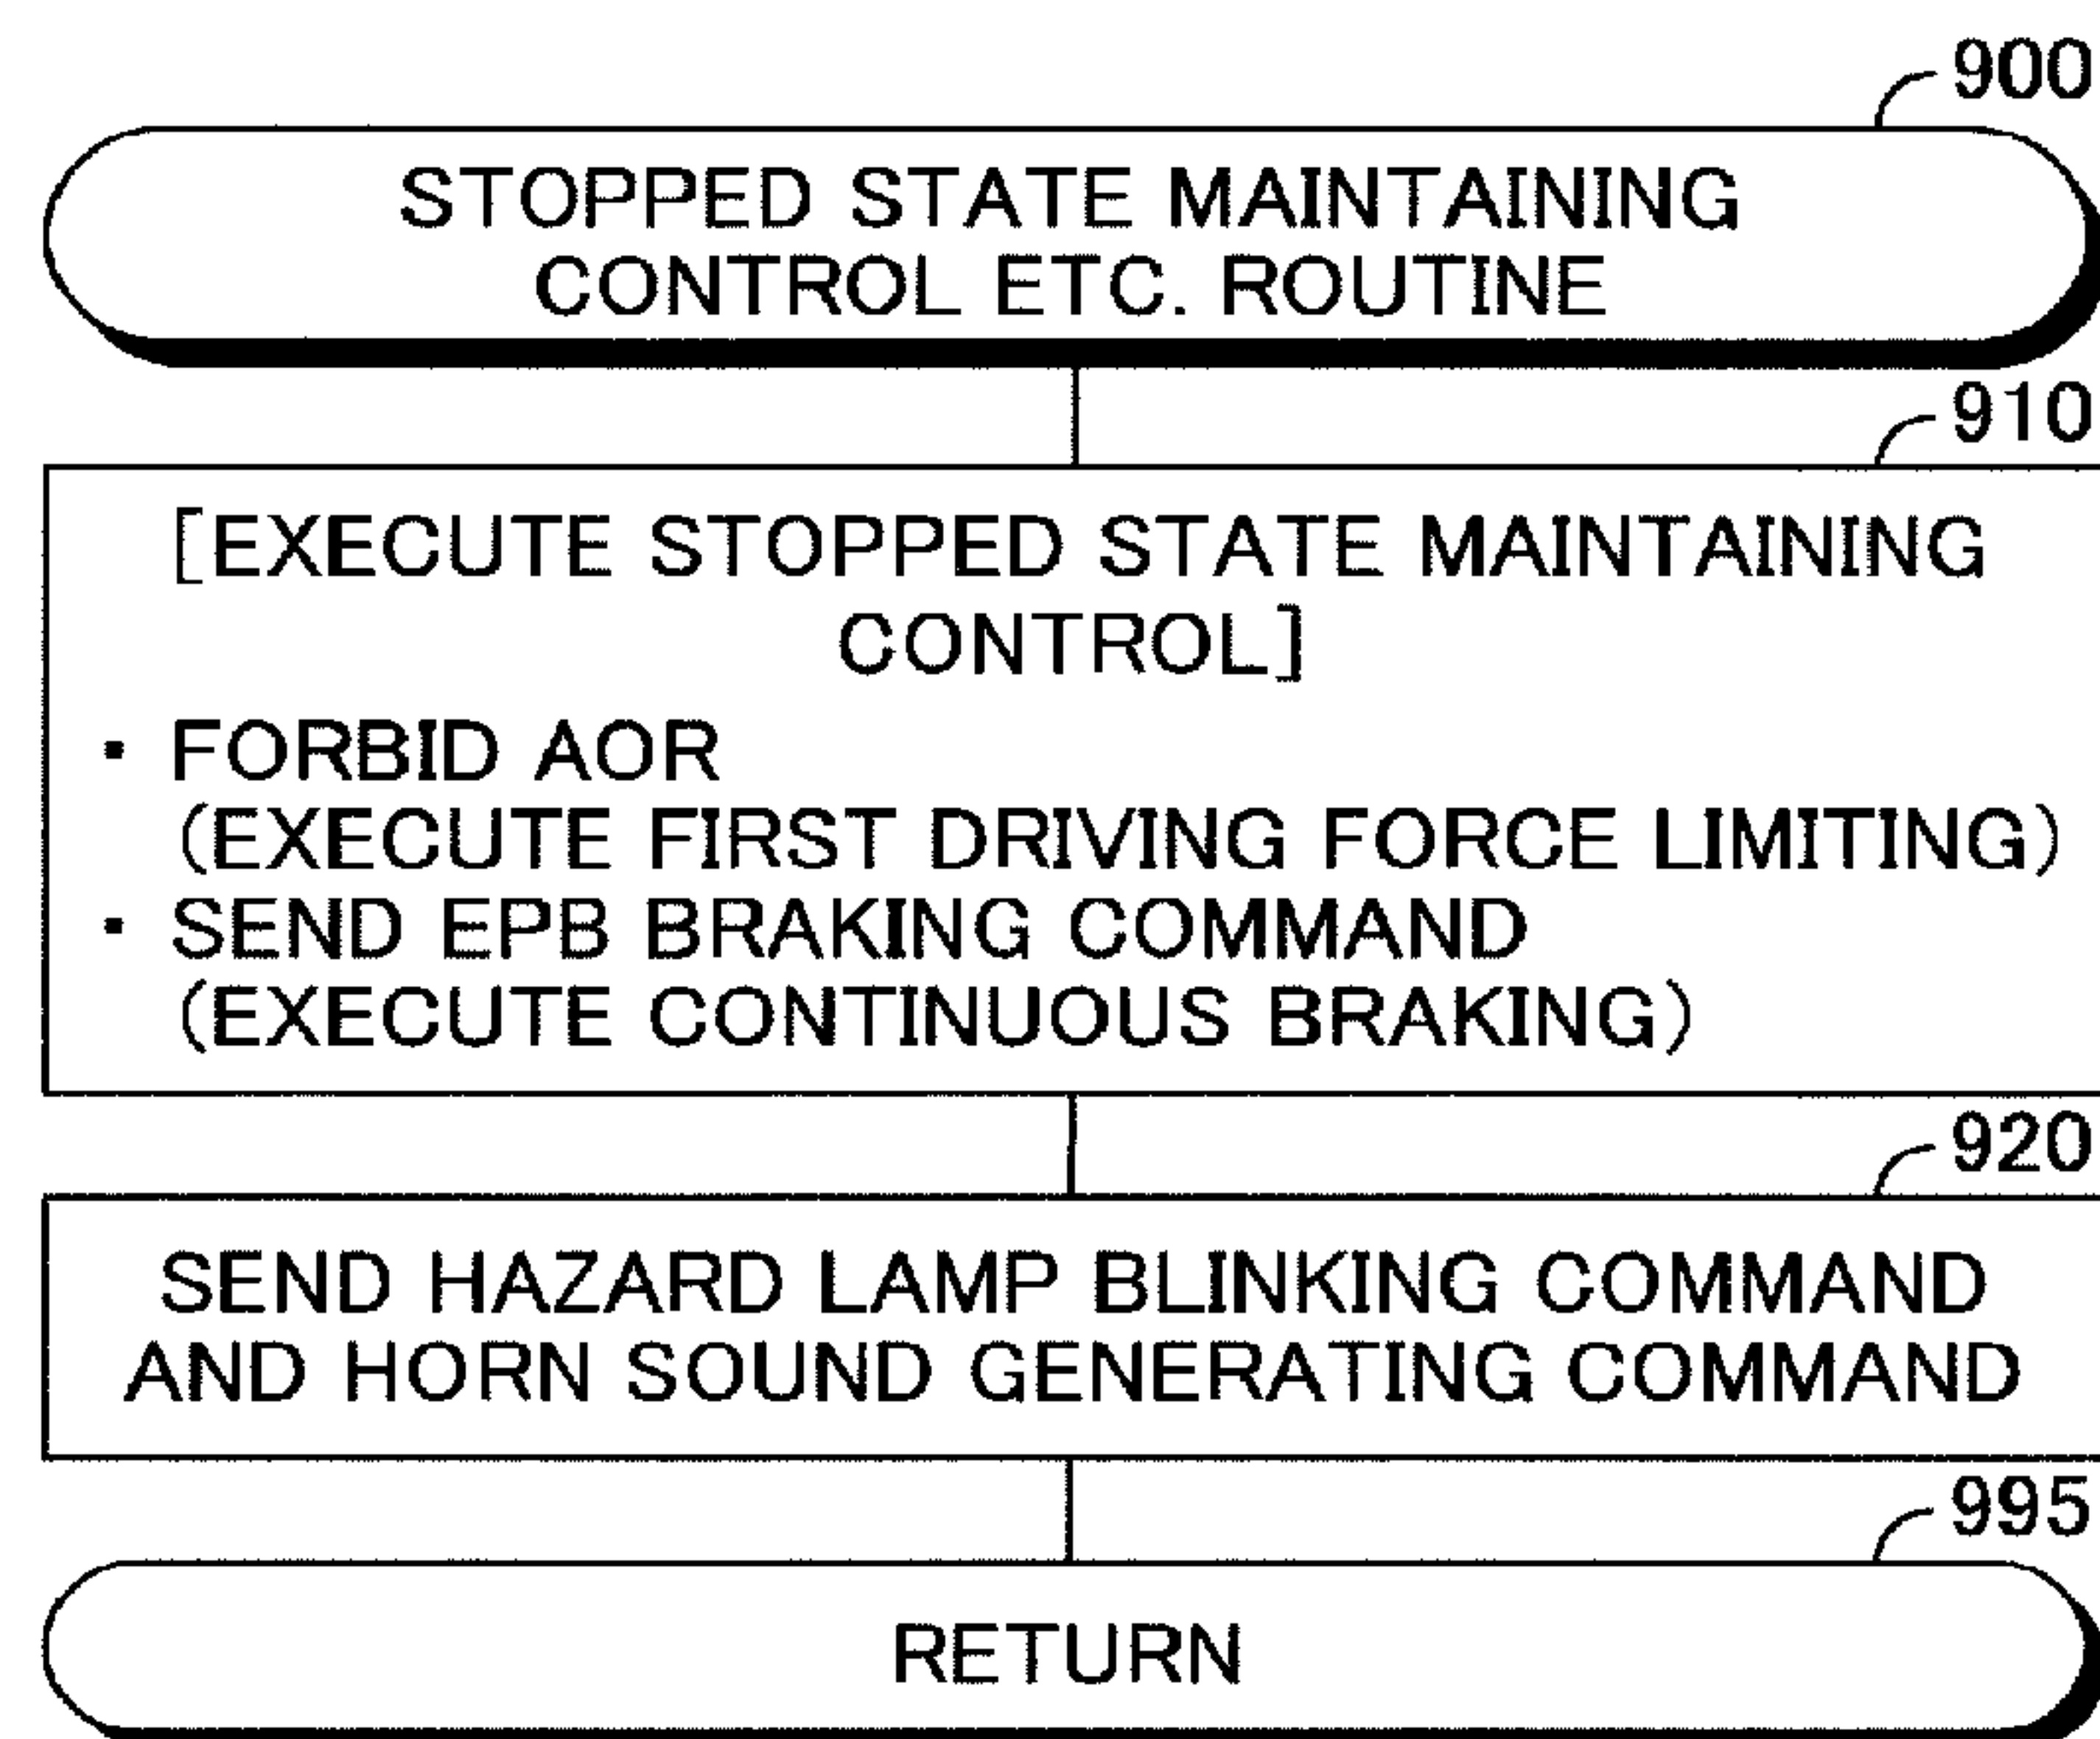 900
STOPPED STATE MAINTAINING
CONTROL ETC. ROUTINE
910
[EXECUTE STOPPED STATE MAINTAINING
CONTROL]
· FORBID AOR
(EXECUTE FIRST DRIVING FORCE LIMITING)
· SEND EPB BRAKING COMMAND
(EXECUTE CONTINUOUS BRAKING)
920
SEND HAZARD LAMP BLINKING COMMAND
AND HORN SOUND GENERATING COMMAND
995
RETURN